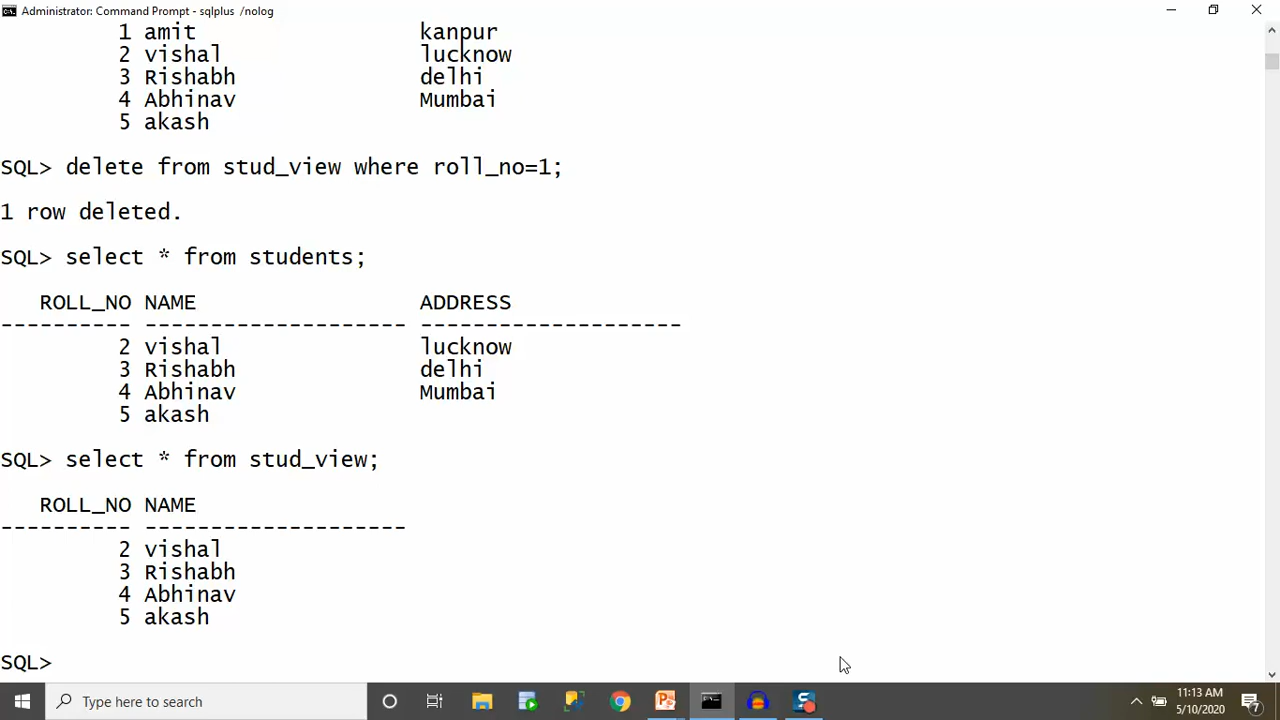 Administrator: Command Prompt - sqlplus /nolog
1 amit kanpur
2 vishal lucknow
3 Rishabh delhi
4 Abhinav Mumbai
5 akash
SQL> delete from stud_view where roll_no=1;
1 row deleted.
SQL> select * from students;
ROLL_NO NAME ADDRESS
---------- -------------------- --------------------
2 vishal lucknow
3 Rishabh delhi
4 Abhinav Mumbai
5 akash
SQL> select * from stud_view;
ROLL_NO NAME
---------- --------------------
2 vishal
3 Rishabh
4 Abhinav
5 akash
SQL>
Type here to search
11:13 AM
5/10/2020
7